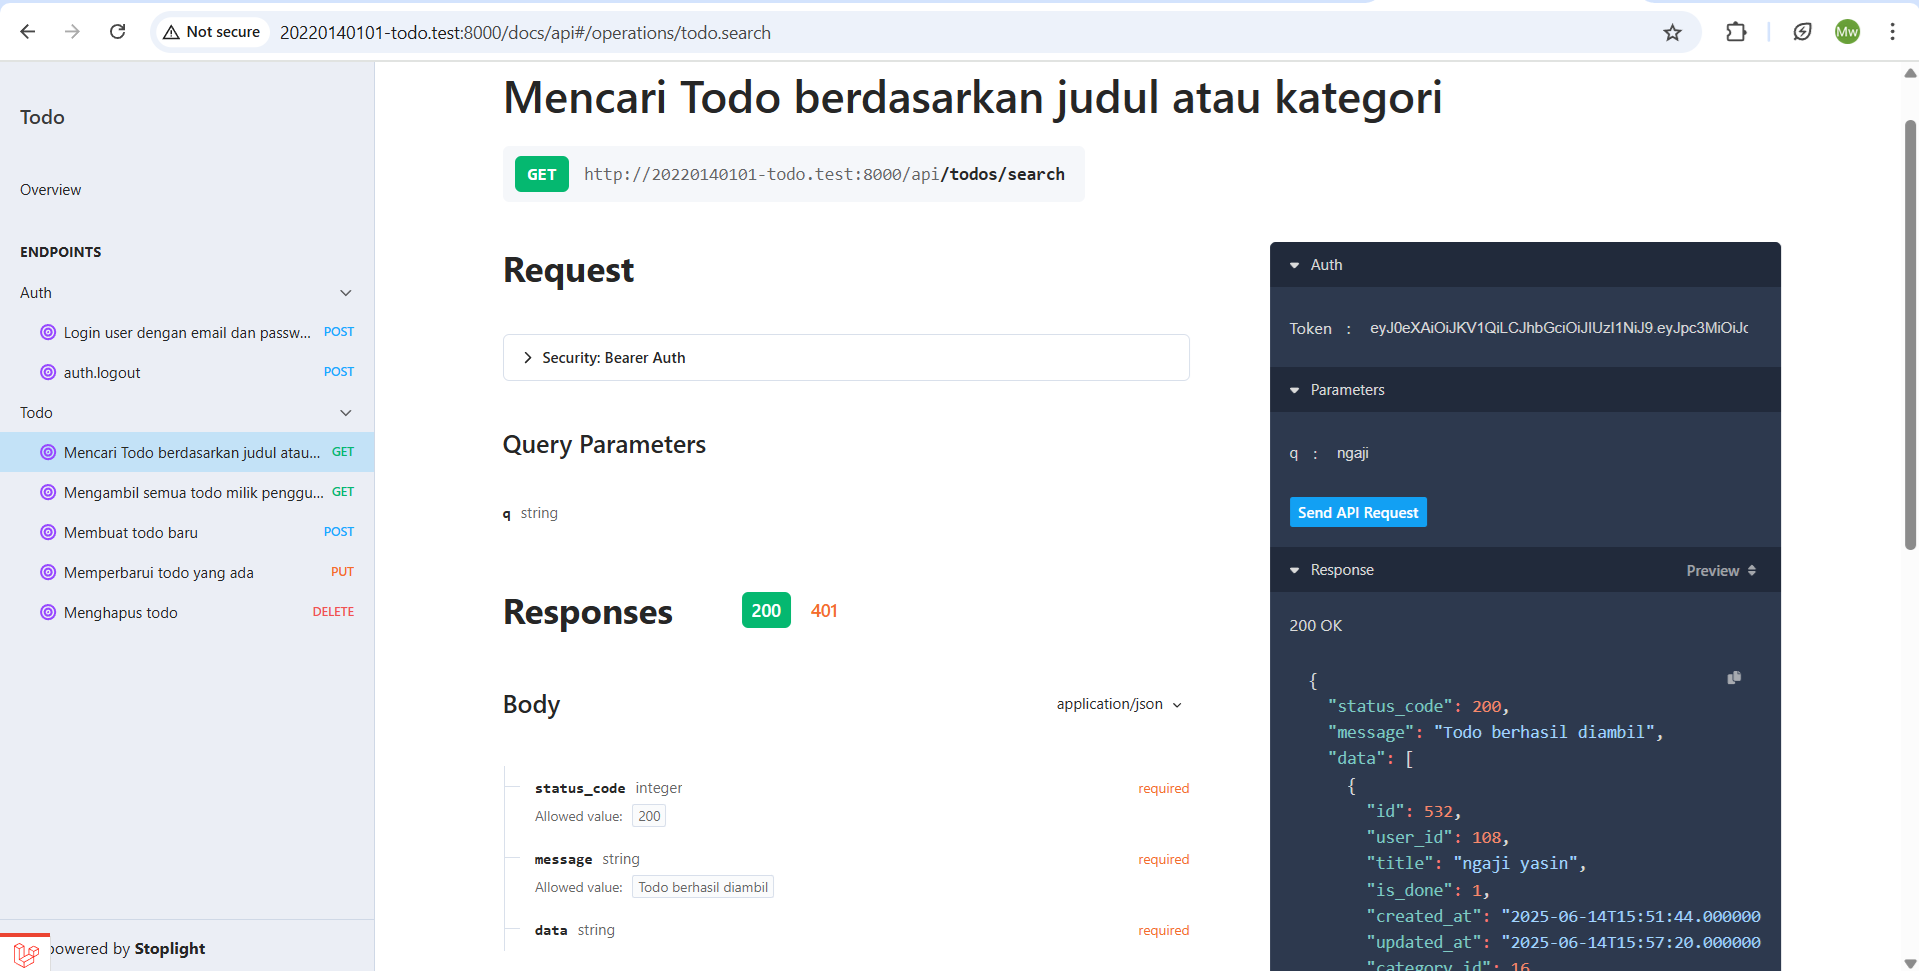 Not secure 20220140101-todo.test:8000/docs/api#/operations/todo.search
Mw
Todo
Overview
ENDPOINTS
Auth
Login user dengan email dan passw... POST
auth.logout POST
Todo
Mencari Todo berdasarkan judul atau... GET
Mengambil semua todo milik penggu... GET
Membuat todo baru POST
Memperbarui todo yang ada PUT
Menghapus todo DELETE
powered by Stoplight
Mencari Todo berdasarkan judul atau kategori
GET http://20220140101-todo.test:8000/api/todos/search
Request
Security: Bearer Auth
Query Parameters
q string
Responses 200 401
Body application/json
status_code integer required
Allowed value: 200
message string required
Allowed value: Todo berhasil diambil
data string required
Auth
Token : eyJ0eXAiOiJKV1QiLCJhbGciOiJIUzI1NiJ9.eyJpc3MiOiJc
Parameters
q : ngaji
Send API Request
Response Preview
200 OK
{
"status_code": 200,
"message": "Todo berhasil diambil",
"data": [
{
"id": 532,
"user_id": 108,
"title": "ngaji yasin",
"is_done": 1,
"created_at": "2025-06-14T15:51:44.000000
"updated_at": "2025-06-14T15:57:20.000000
"category_id": 16